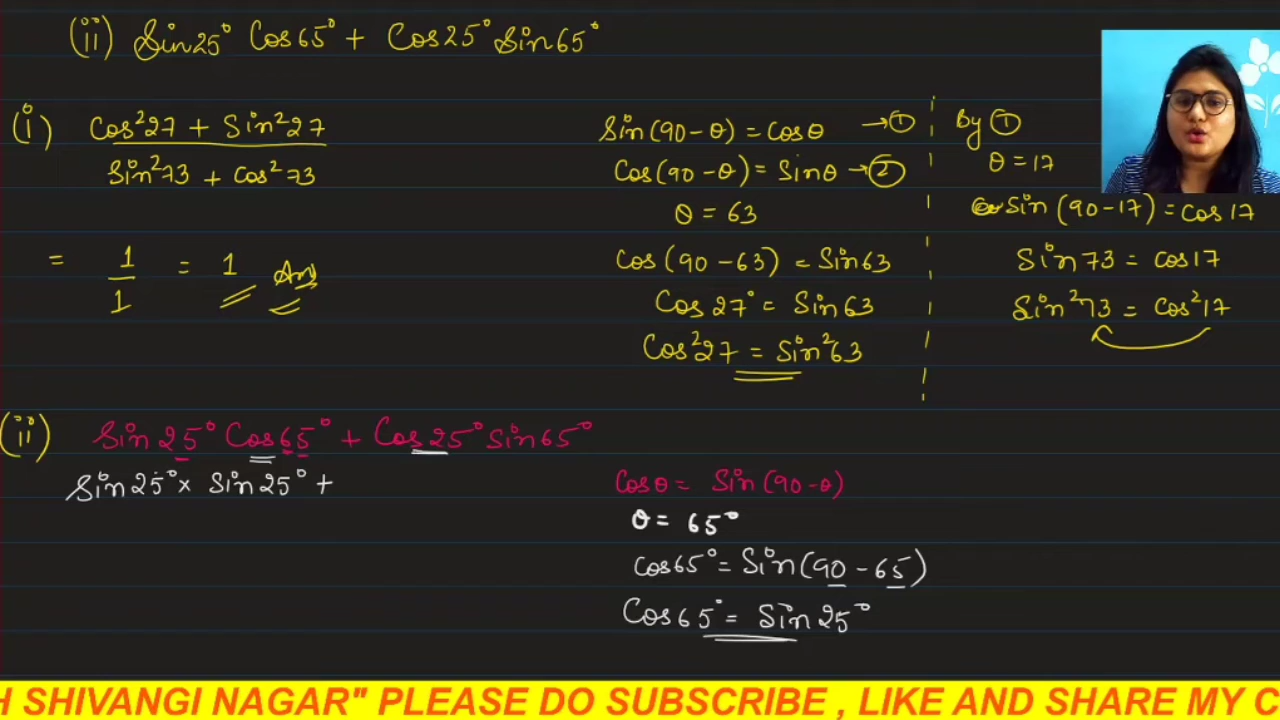 (ii) Sin25° Cos65° + Cos25° Sin65°
(i) Cos²27 + Sin²27
Sin²73 + cos²73
= 1/1 = 1 Ans
Sin(90-θ) = Cosθ →①
Cos(90-θ) = Sinθ →②
θ = 63
Cos(90-63) = Sin63
Cos27° = Sin63
Cos²27 = Sin²63
By ①
θ = 17
Sin(90-17) = Cos17
Sin73 = Cos17
Sin²73 = Cos²17
(ii) Sin25° Cos65° + Cos25° Sin65°
Sin25° × Sin25° +
Cosθ = Sin(90-θ)
θ = 65°
Cos65° = Sin(90-65)
Cos65° = Sin25°
H SHIVANGI NAGAR" PLEASE DO SUBSCRIBE , LIKE AND SHARE MY C